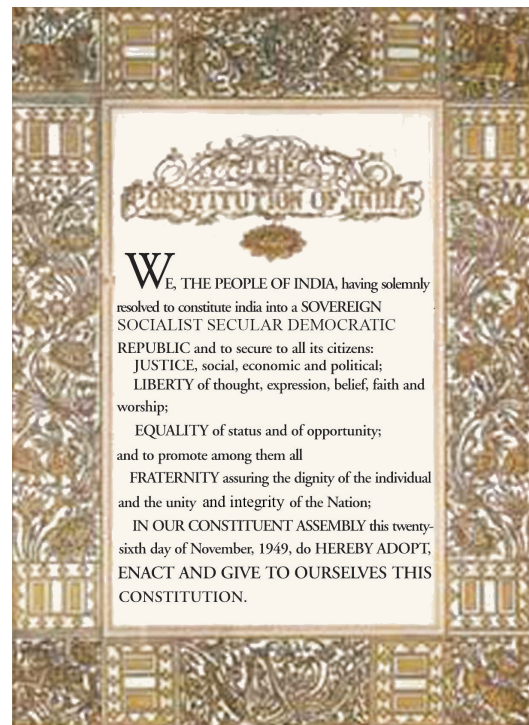 THE
CONSTITUTION OF INDIA
WE, THE PEOPLE OF INDIA, having solemnly
resolved to constitute india into a SOVEREIGN
SOCIALIST SECULAR DEMOCRATIC
REPUBLIC and to secure to all its citizens:
JUSTICE, social, economic and political;
LIBERTY of thought, expression, belief, faith and
worship;
EQUALITY of status and of opportunity;
and to promote among them all
FRATERNITY assuring the dignity of the individual
and the unity and integrity of the Nation;
IN OUR CONSTITUENT ASSEMBLY this twenty-
sixth day of November, 1949, do HEREBY ADOPT,
ENACT AND GIVE TO OURSELVES THIS
CONSTITUTION.